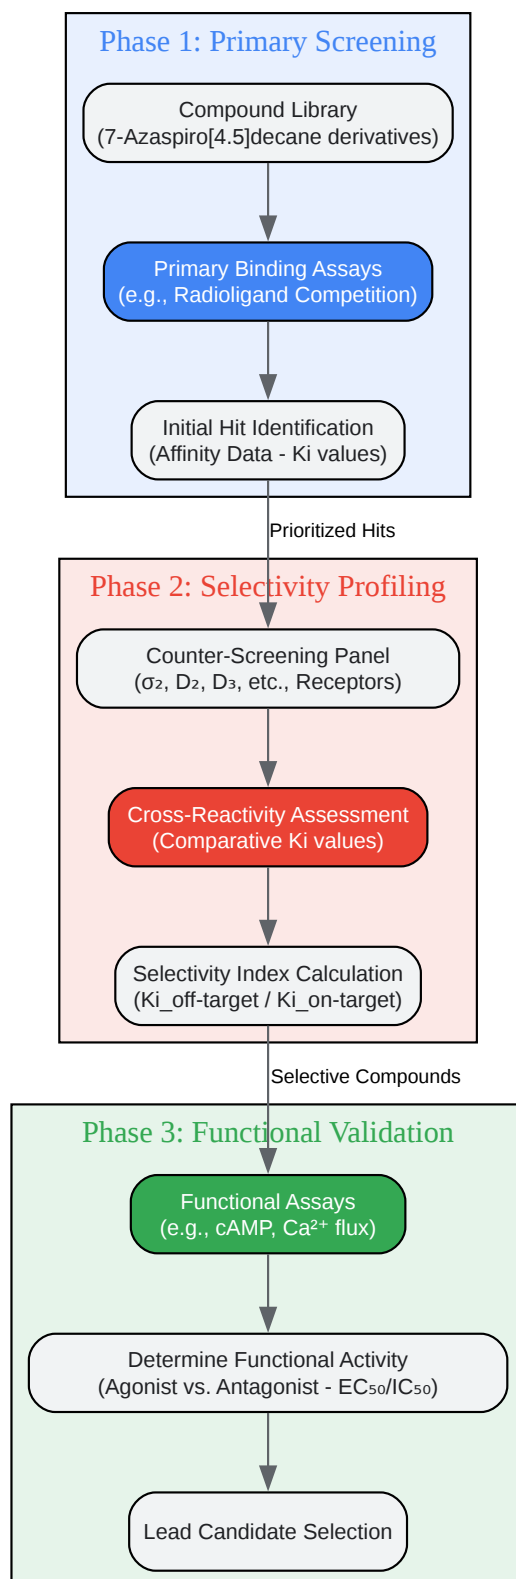 Phase 1: Primary Screening
Compound Library
(7-Azaspiro[4.5]decane derivatives)
Primary Binding Assays
(e.g., Radioligand Competition)
Initial Hit Identification
(Affinity Data - Ki values)
Prioritized Hits
Phase 2: Selectivity Profiling
Counter-Screening Panel
(σ₂, D₂, D₃, etc., Receptors)
Cross-Reactivity Assessment
(Comparative Ki values)
Selectivity Index Calculation
(Ki_off-target / Ki_on-target)
Selective Compounds
Phase 3: Functional Validation
Functional Assays
(e.g., cAMP, Ca²⁺ flux)
Determine Functional Activity
(Agonist vs. Antagonist - EC₅₀/IC₅₀)
Lead Candidate Selection